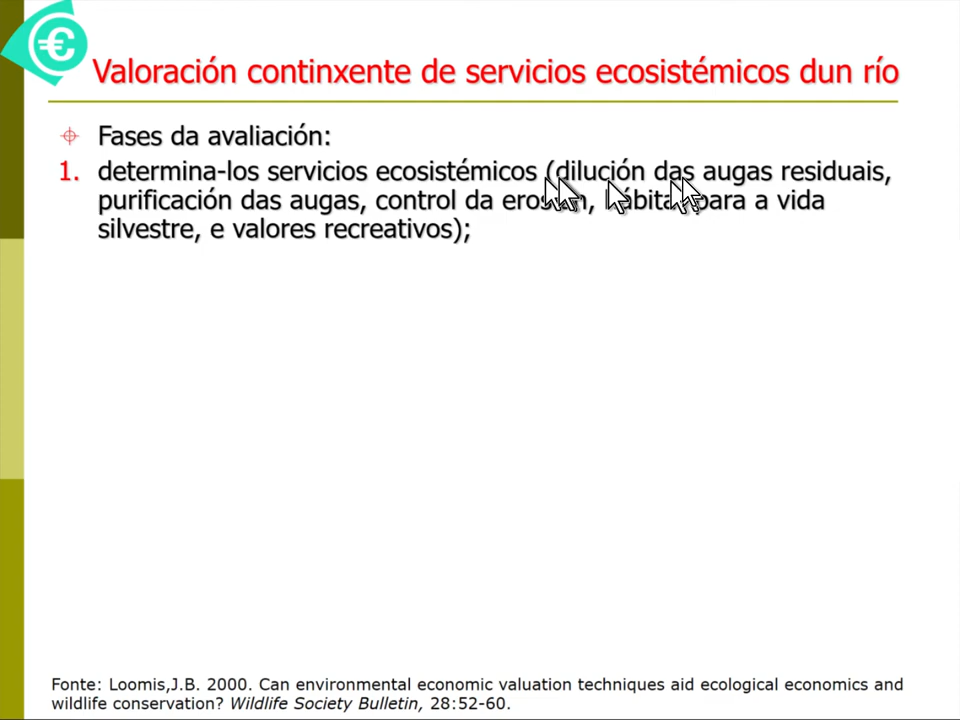 €
Valoración continxente de servicios ecosistémicos dun río
Fases da avaliación:
1. determina-los servicios ecosistémicos (dilución das augas residuais,
purificación das augas, control da erosión, hábitat para a vida
silvestre, e valores recreativos);
Fonte: Loomis,J.B. 2000. Can environmental economic valuation techniques aid ecological economics and
wildlife conservation? Wildlife Society Bulletin, 28:52-60.